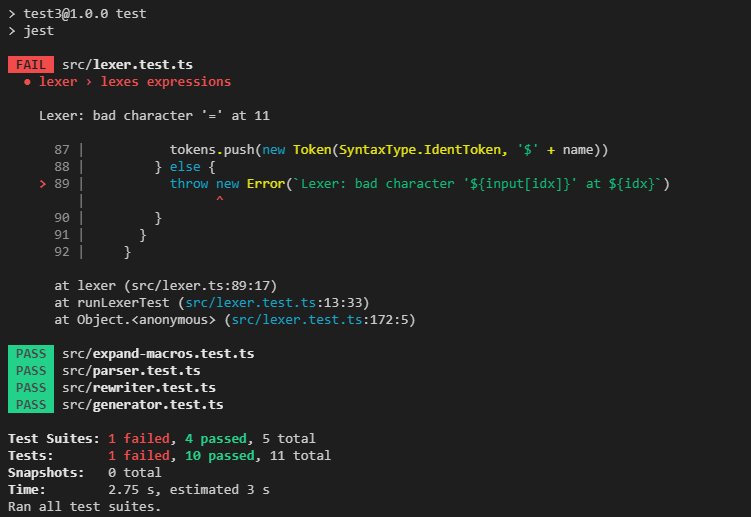 > test3@1.0.0 test
> jest
FAIL src/lexer.test.ts
● lexer › lexes expressions
Lexer: bad character '=' at 11
87 | tokens.push(new Token(SyntaxType.IdentToken, '$' + name))
88 | } else {
> 89 | throw new Error(`Lexer: bad character '${input[idx]}' at ${idx}`)
| ^
90 | }
91 | }
92 | }
at lexer (src/lexer.ts:89:17)
at runLexerTest (src/lexer.test.ts:13:33)
at Object.<anonymous> (src/lexer.test.ts:172:5)
PASS src/expand-macros.test.ts
PASS src/parser.test.ts
PASS src/rewriter.test.ts
PASS src/generator.test.ts
Test Suites: 1 failed, 4 passed, 5 total
Tests: 1 failed, 10 passed, 11 total
Snapshots: 0 total
Time: 2.75 s, estimated 3 s
Ran all test suites.